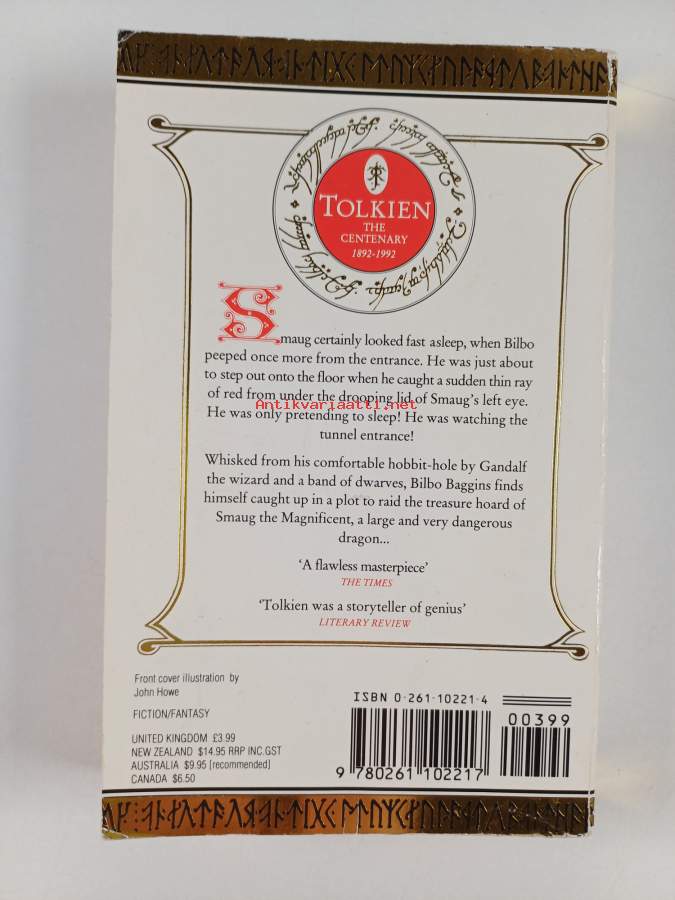 TOLKIEN
THE
CENTENARY
1892-1992
Smaug certainly looked fast asleep, when Bilbo
peeped once more from the entrance. He was just about
to step out onto the floor when he caught a sudden thin ray
of red from under the drooping lid of Smaug's left eye.
Antikvariaatti.net
He was only pretending to sleep! He was watching the
tunnel entrance!
Whisked from his comfortable hobbit-hole by Gandalf
the wizard and a band of dwarves, Bilbo Baggins finds
himself caught up in a plot to raid the treasure hoard of
Smaug the Magnificent, a large and very dangerous
dragon...
‘A flawless masterpiece’
THE TIMES
‘Tolkien was a storyteller of genius’
LITERARY REVIEW
Front cover illustration by
John Howe
FICTION/FANTASY
UNITED KINGDOM £3.99
NEW ZEALAND $14.95 RRP INC.GST
AUSTRALIA $9.95 [recommended]
CANADA $6.50
ISBN 0-261-10221-4
00399
9 780261 102217